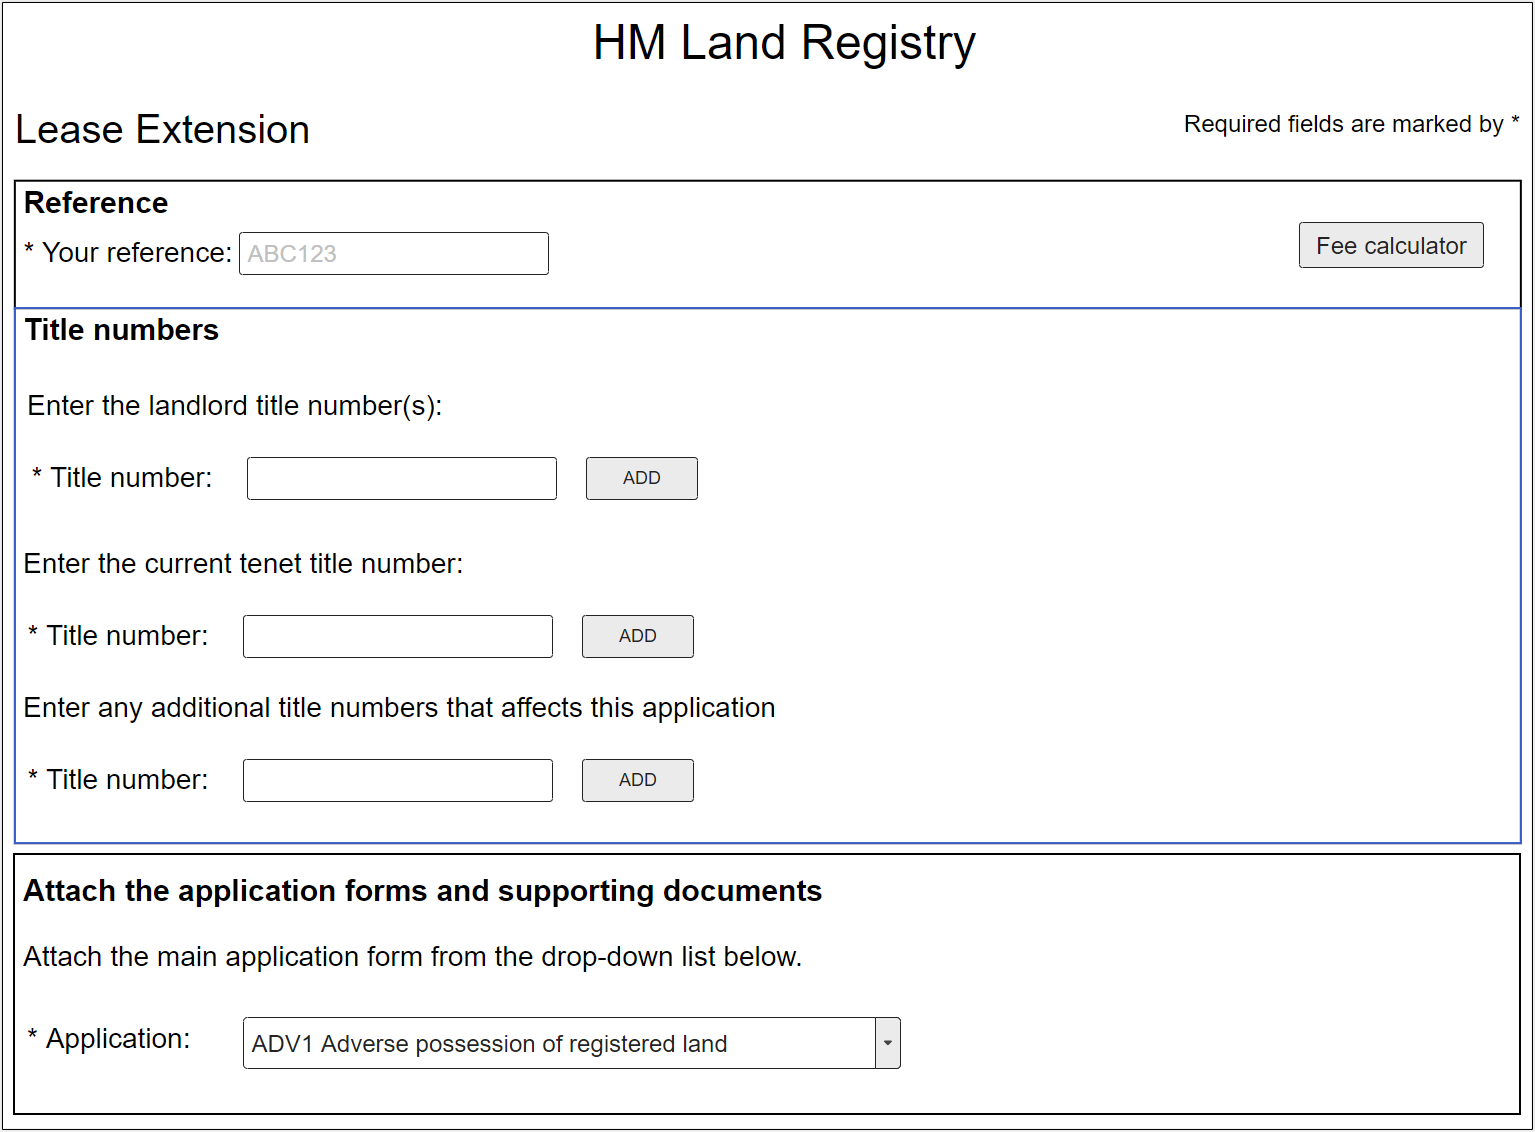 HM Land Registry
Lease Extension
Required fields are marked by *
Reference
* Your reference: ABC123
Fee calculator
Title numbers
Enter the landlord title number(s):
* Title number: ADD
Enter the current tenet title number:
* Title number: ADD
Enter any additional title numbers that affects this application
* Title number: ADD
Attach the application forms and supporting documents
Attach the main application form from the drop-down list below.
* Application: ADV1 Adverse possession of registered land